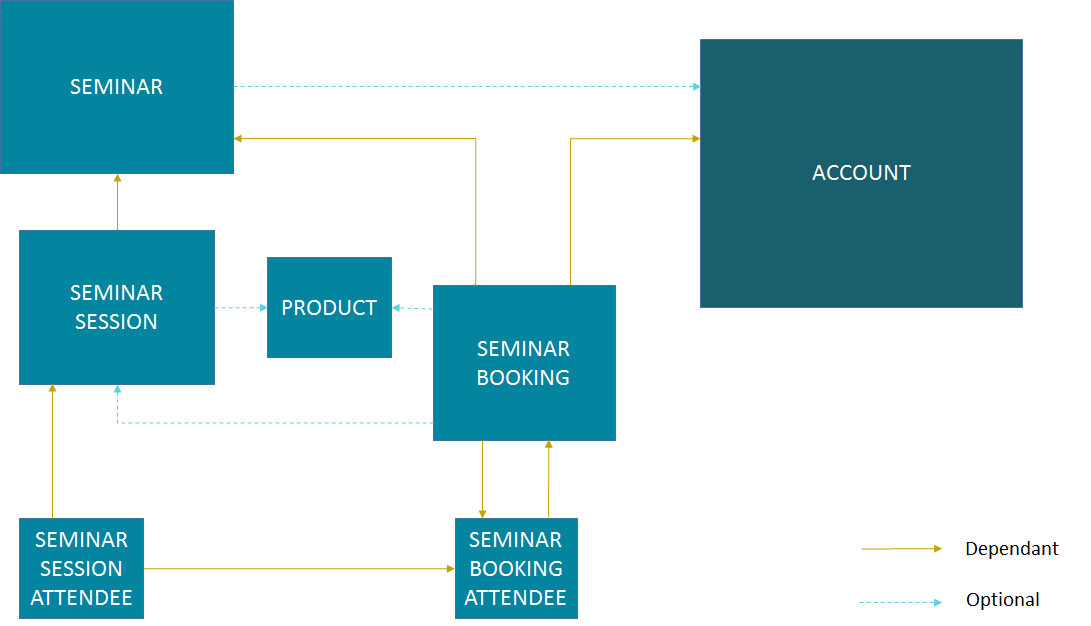 SEMINAR
ACCOUNT
SEMINAR
SESSION
PRODUCT
SEMINAR
BOOKING
SEMINAR
SESSION
ATTENDEE
SEMINAR
BOOKING
ATTENDEE
Dependant
Optional